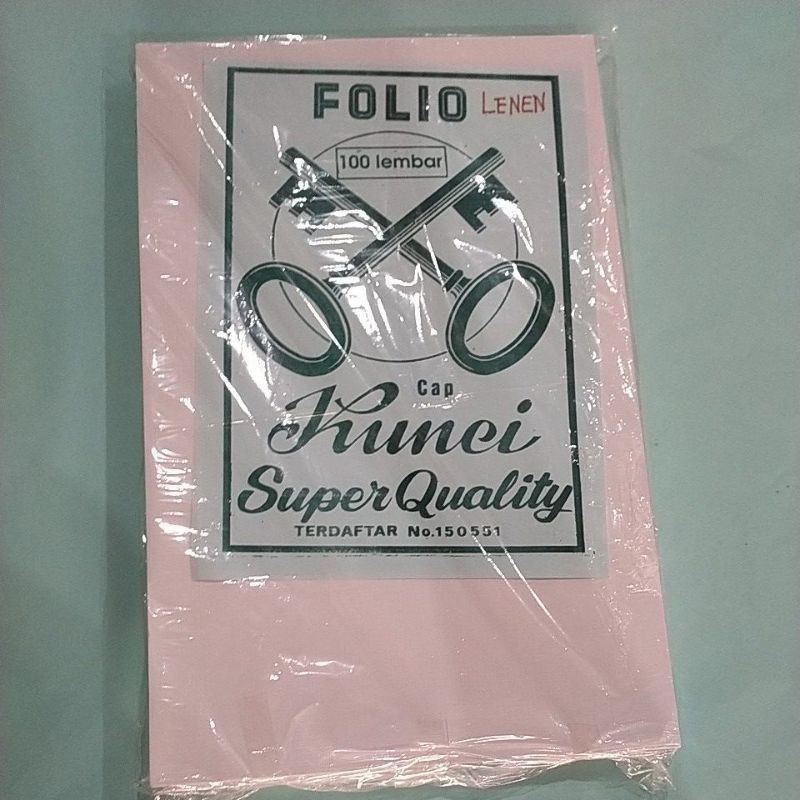 FOLIO LENEN
100 lembar
Cap
Kunci
Super Quality
TERDAFTAR No.150551